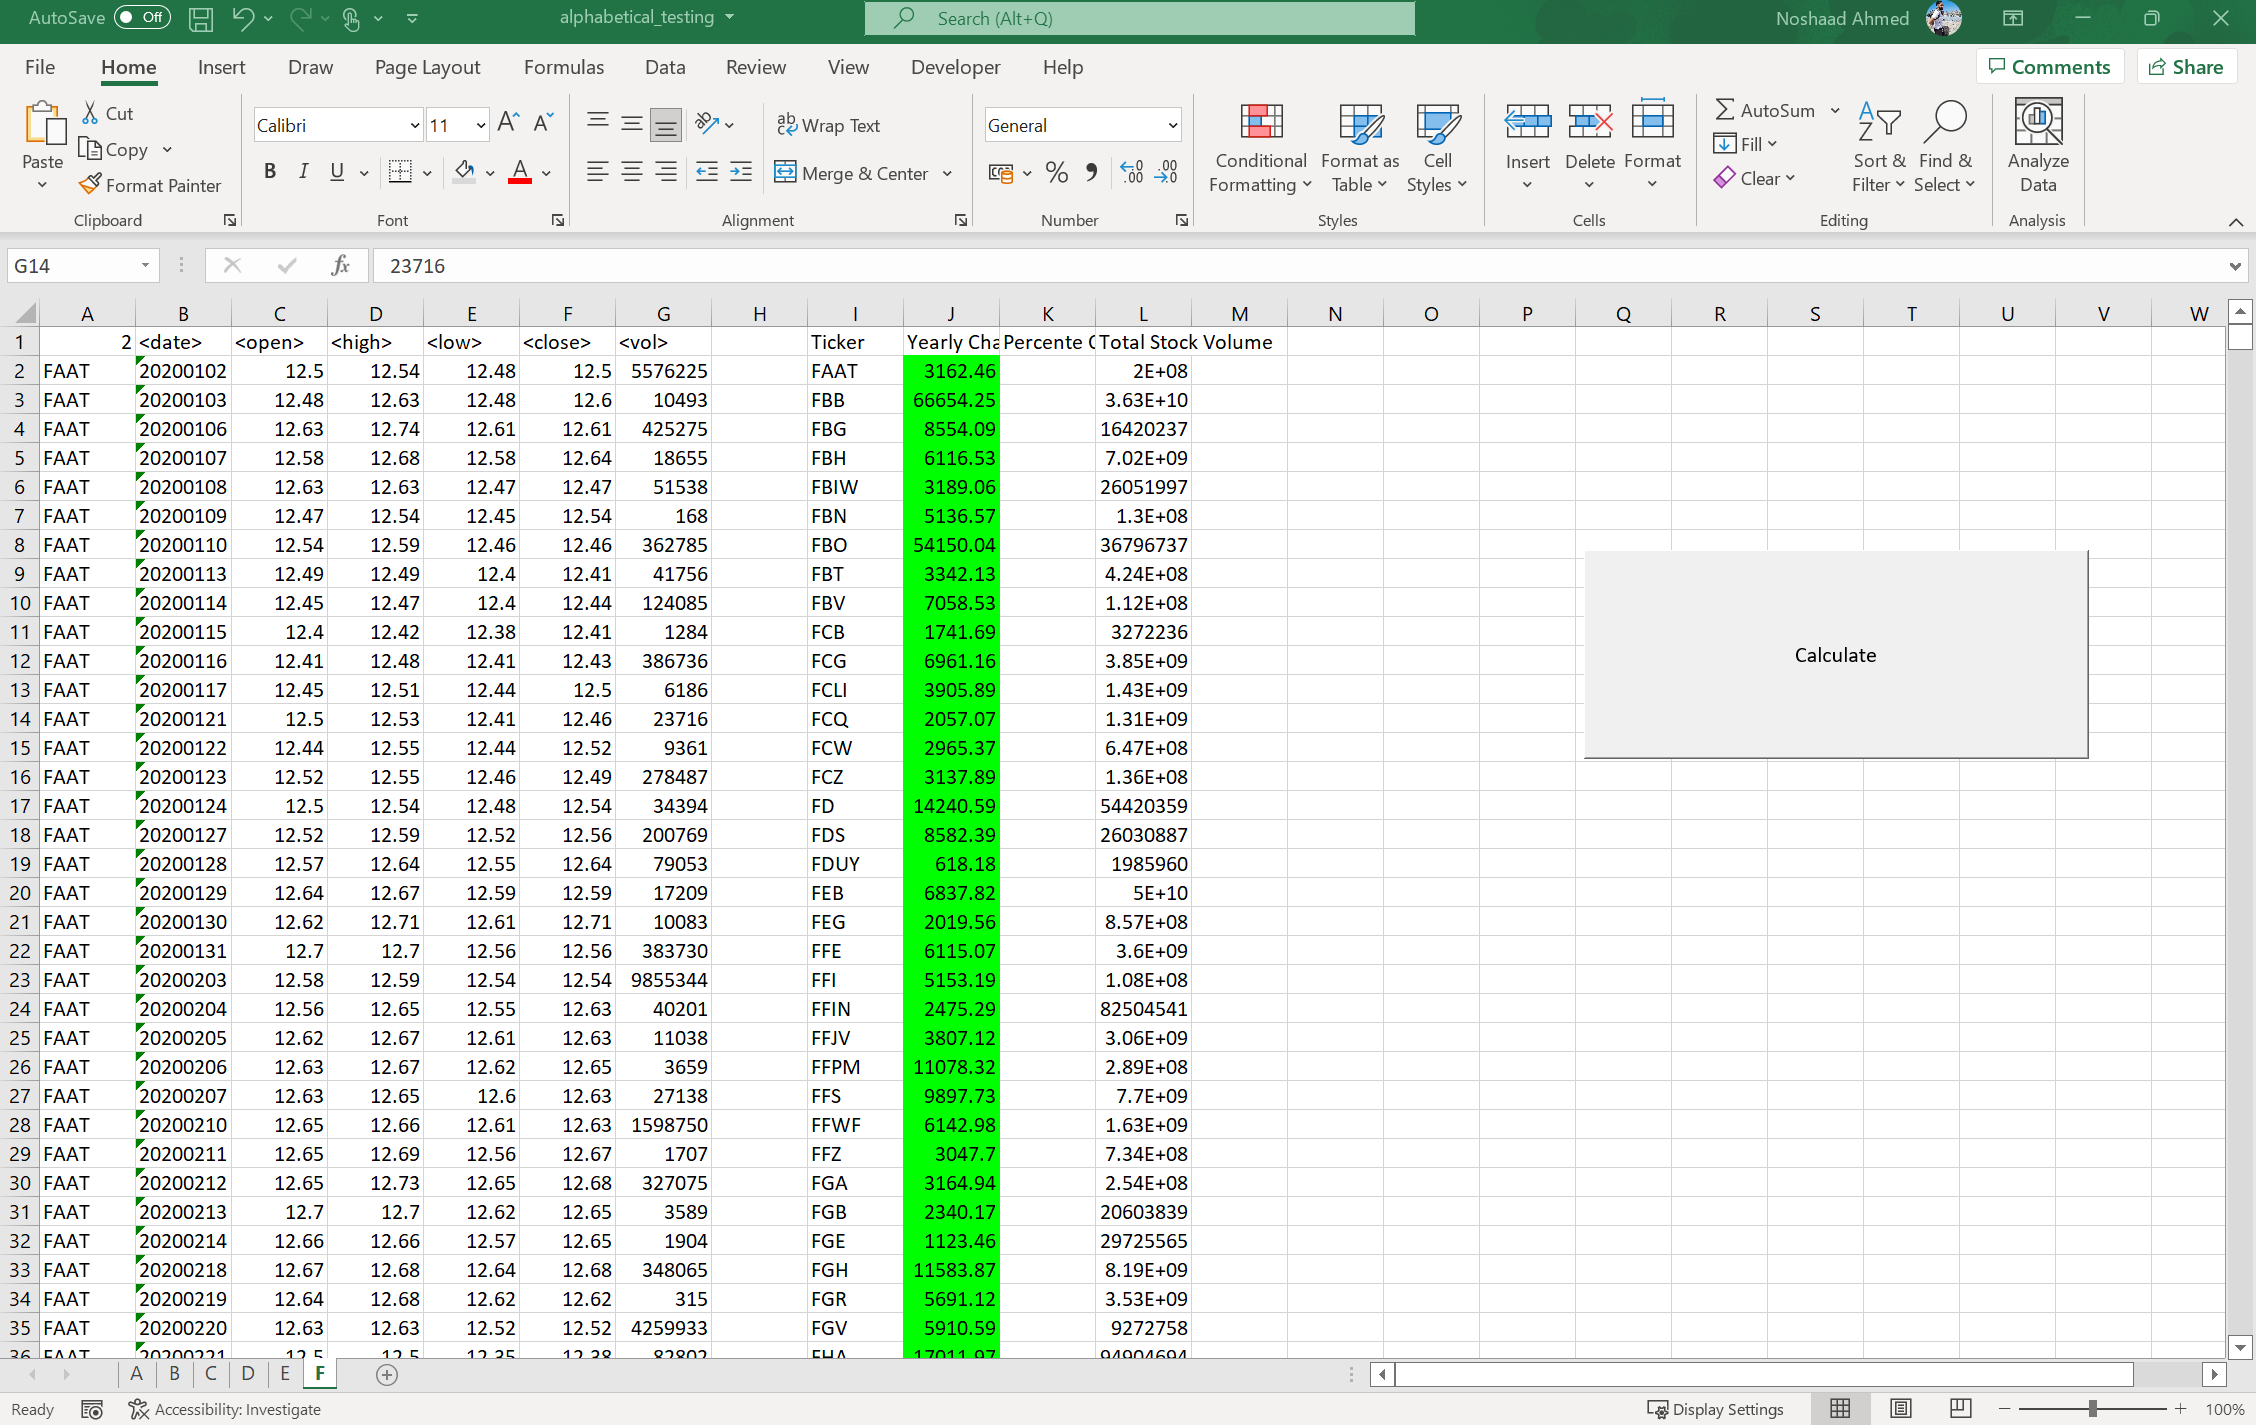 AutoSave Off alphabetical_testing Search (Alt+Q) Noshaad Ahmed
File Home Insert Draw Page Layout Formulas Data Review View Developer Help Comments Share
Paste Cut Copy Format Painter Clipboard
Calibri 11 B I U A Font
Wrap Text Merge & Center Alignment
General % Number
Conditional Formatting Format as Table Cell Styles Styles
Insert Delete Format Cells
AutoSum Fill Clear Sort & Filter Find & Select Editing
Analyze Data Analysis
G14 fx 23716
A B C D E F G H I J K L M N O P Q R S T U V W
1 2 <date> <open> <high> <low> <close> <vol> Ticker Yearly Cha Percente C Total Stock Volume
2 FAAT 20200102 12.5 12.54 12.48 12.5 5576225 FAAT 3162.46 2E+08
3 FAAT 20200103 12.48 12.63 12.48 12.6 10493 FBB 66654.25 3.63E+10
4 FAAT 20200106 12.63 12.74 12.61 12.61 425275 FBG 8554.09 16420237
5 FAAT 20200107 12.58 12.68 12.58 12.64 18655 FBH 6116.53 7.02E+09
6 FAAT 20200108 12.63 12.63 12.47 12.47 51538 FBIW 3189.06 26051997
7 FAAT 20200109 12.47 12.54 12.45 12.54 168 FBN 5136.57 1.3E+08
8 FAAT 20200110 12.54 12.59 12.46 12.46 362785 FBO 54150.04 36796737
9 FAAT 20200113 12.49 12.49 12.4 12.41 41756 FBT 3342.13 4.24E+08
10 FAAT 20200114 12.45 12.47 12.4 12.44 124085 FBV 7058.53 1.12E+08
11 FAAT 20200115 12.4 12.42 12.38 12.41 1284 FCB 1741.69 3272236
12 FAAT 20200116 12.41 12.48 12.41 12.43 386736 FCG 6961.16 3.85E+09
Calculate
13 FAAT 20200117 12.45 12.51 12.44 12.5 6186 FCLI 3905.89 1.43E+09
14 FAAT 20200121 12.5 12.53 12.41 12.46 23716 FCQ 2057.07 1.31E+09
15 FAAT 20200122 12.44 12.55 12.44 12.52 9361 FCW 2965.37 6.47E+08
16 FAAT 20200123 12.52 12.55 12.46 12.49 278487 FCZ 3137.89 1.36E+08
17 FAAT 20200124 12.5 12.54 12.48 12.54 34394 FD 14240.59 54420359
18 FAAT 20200127 12.52 12.59 12.52 12.56 200769 FDS 8582.39 26030887
19 FAAT 20200128 12.57 12.64 12.55 12.64 79053 FDUY 618.18 1985960
20 FAAT 20200129 12.64 12.67 12.59 12.59 17209 FEB 6837.82 5E+10
21 FAAT 20200130 12.62 12.71 12.61 12.71 10083 FEG 2019.56 8.57E+08
22 FAAT 20200131 12.7 12.7 12.56 12.56 383730 FFE 6115.07 3.6E+09
23 FAAT 20200203 12.58 12.59 12.54 12.54 9855344 FFI 5153.19 1.08E+08
24 FAAT 20200204 12.56 12.65 12.55 12.63 40201 FFIN 2475.29 82504541
25 FAAT 20200205 12.62 12.67 12.61 12.63 11038 FFJV 3807.12 3.06E+09
26 FAAT 20200206 12.63 12.67 12.62 12.65 3659 FFPM 11078.32 2.89E+08
27 FAAT 20200207 12.63 12.65 12.6 12.63 27138 FFS 9897.73 7.7E+09
28 FAAT 20200210 12.65 12.66 12.61 12.63 1598750 FFWF 6142.98 1.63E+09
29 FAAT 20200211 12.65 12.69 12.56 12.67 1707 FFZ 3047.7 7.34E+08
30 FAAT 20200212 12.65 12.73 12.65 12.68 327075 FGA 3164.94 2.54E+08
31 FAAT 20200213 12.7 12.7 12.62 12.65 3589 FGB 2340.17 20603839
32 FAAT 20200214 12.66 12.66 12.57 12.65 1904 FGE 1123.46 29725565
33 FAAT 20200218 12.67 12.68 12.64 12.68 348065 FGH 11583.87 8.19E+09
34 FAAT 20200219 12.64 12.68 12.62 12.62 315 FGR 5691.12 3.53E+09
35 FAAT 20200220 12.63 12.63 12.52 12.52 4259933 FGV 5910.59 9272758
36 FAAT 20200221 12.5 12.5 12.35 12.38 82802 FHA 17011.97 94904694
A B C D E F
Ready Accessibility: Investigate Display Settings 100%